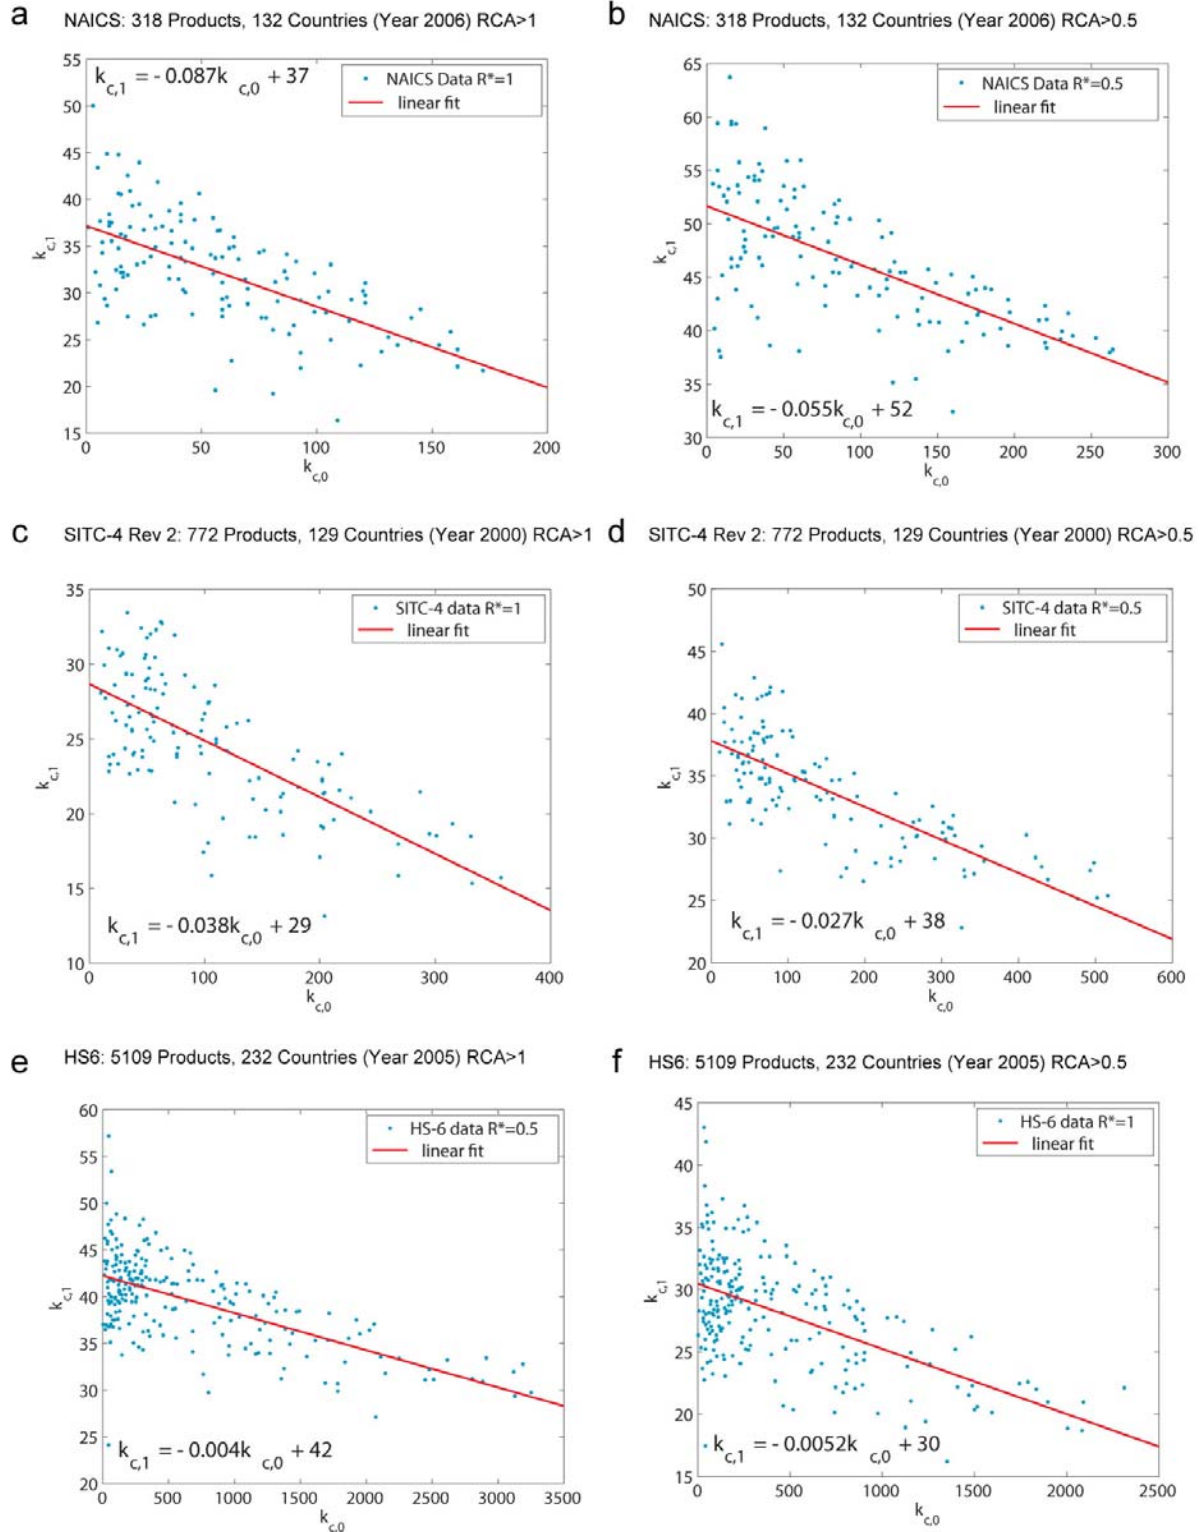 a NAICS: 318 Products, 132 Countries (Year 2006) RCA>1
k c,1 = - 0.087k c,0 + 37
NAICS Data R*=1
linear fit
55
50
45
40
35
30
25
20
15
k c,1
0 50 100 150 200
k c,0
b NAICS: 318 Products, 132 Countries (Year 2006) RCA>0.5
NAICS Data R*=0.5
linear fit
65
60
55
50
45
40
35
30
k c,1
k c,1 = - 0.055k c,0 + 52
0 50 100 150 200 250 300
k c,0
c SITC-4 Rev 2: 772 Products, 129 Countries (Year 2000) RCA>1
SITC-4 data R*=1
linear fit
35
30
25
20
15
10
k c,1
k c,1 = - 0.038k c,0 + 29
0 100 200 300 400
k c,0
d SITC-4 Rev 2: 772 Products, 129 Countries (Year 2000) RCA>0.5
SITC-4 data R*=0.5
linear fit
50
45
40
35
30
25
20
k c,1
k c,1 = - 0.027k c,0 + 38
0 100 200 300 400 500 600
k c,0
e HS6: 5109 Products, 232 Countries (Year 2005) RCA>1
HS-6 data R*=0.5
linear fit
60
55
50
45
40
35
30
25
20
k c,1
k c,1 = - 0.004k c,0 + 42
0 500 1000 1500 2000 2500 3000 3500
k c,0
f HS6: 5109 Products, 232 Countries (Year 2005) RCA>0.5
HS-6 data R*=1
linear fit
45
40
35
30
25
20
15
k c,1
k c,1 = - 0.0052k c,0 + 30
0 500 1000 1500 2000 2500
k c,0